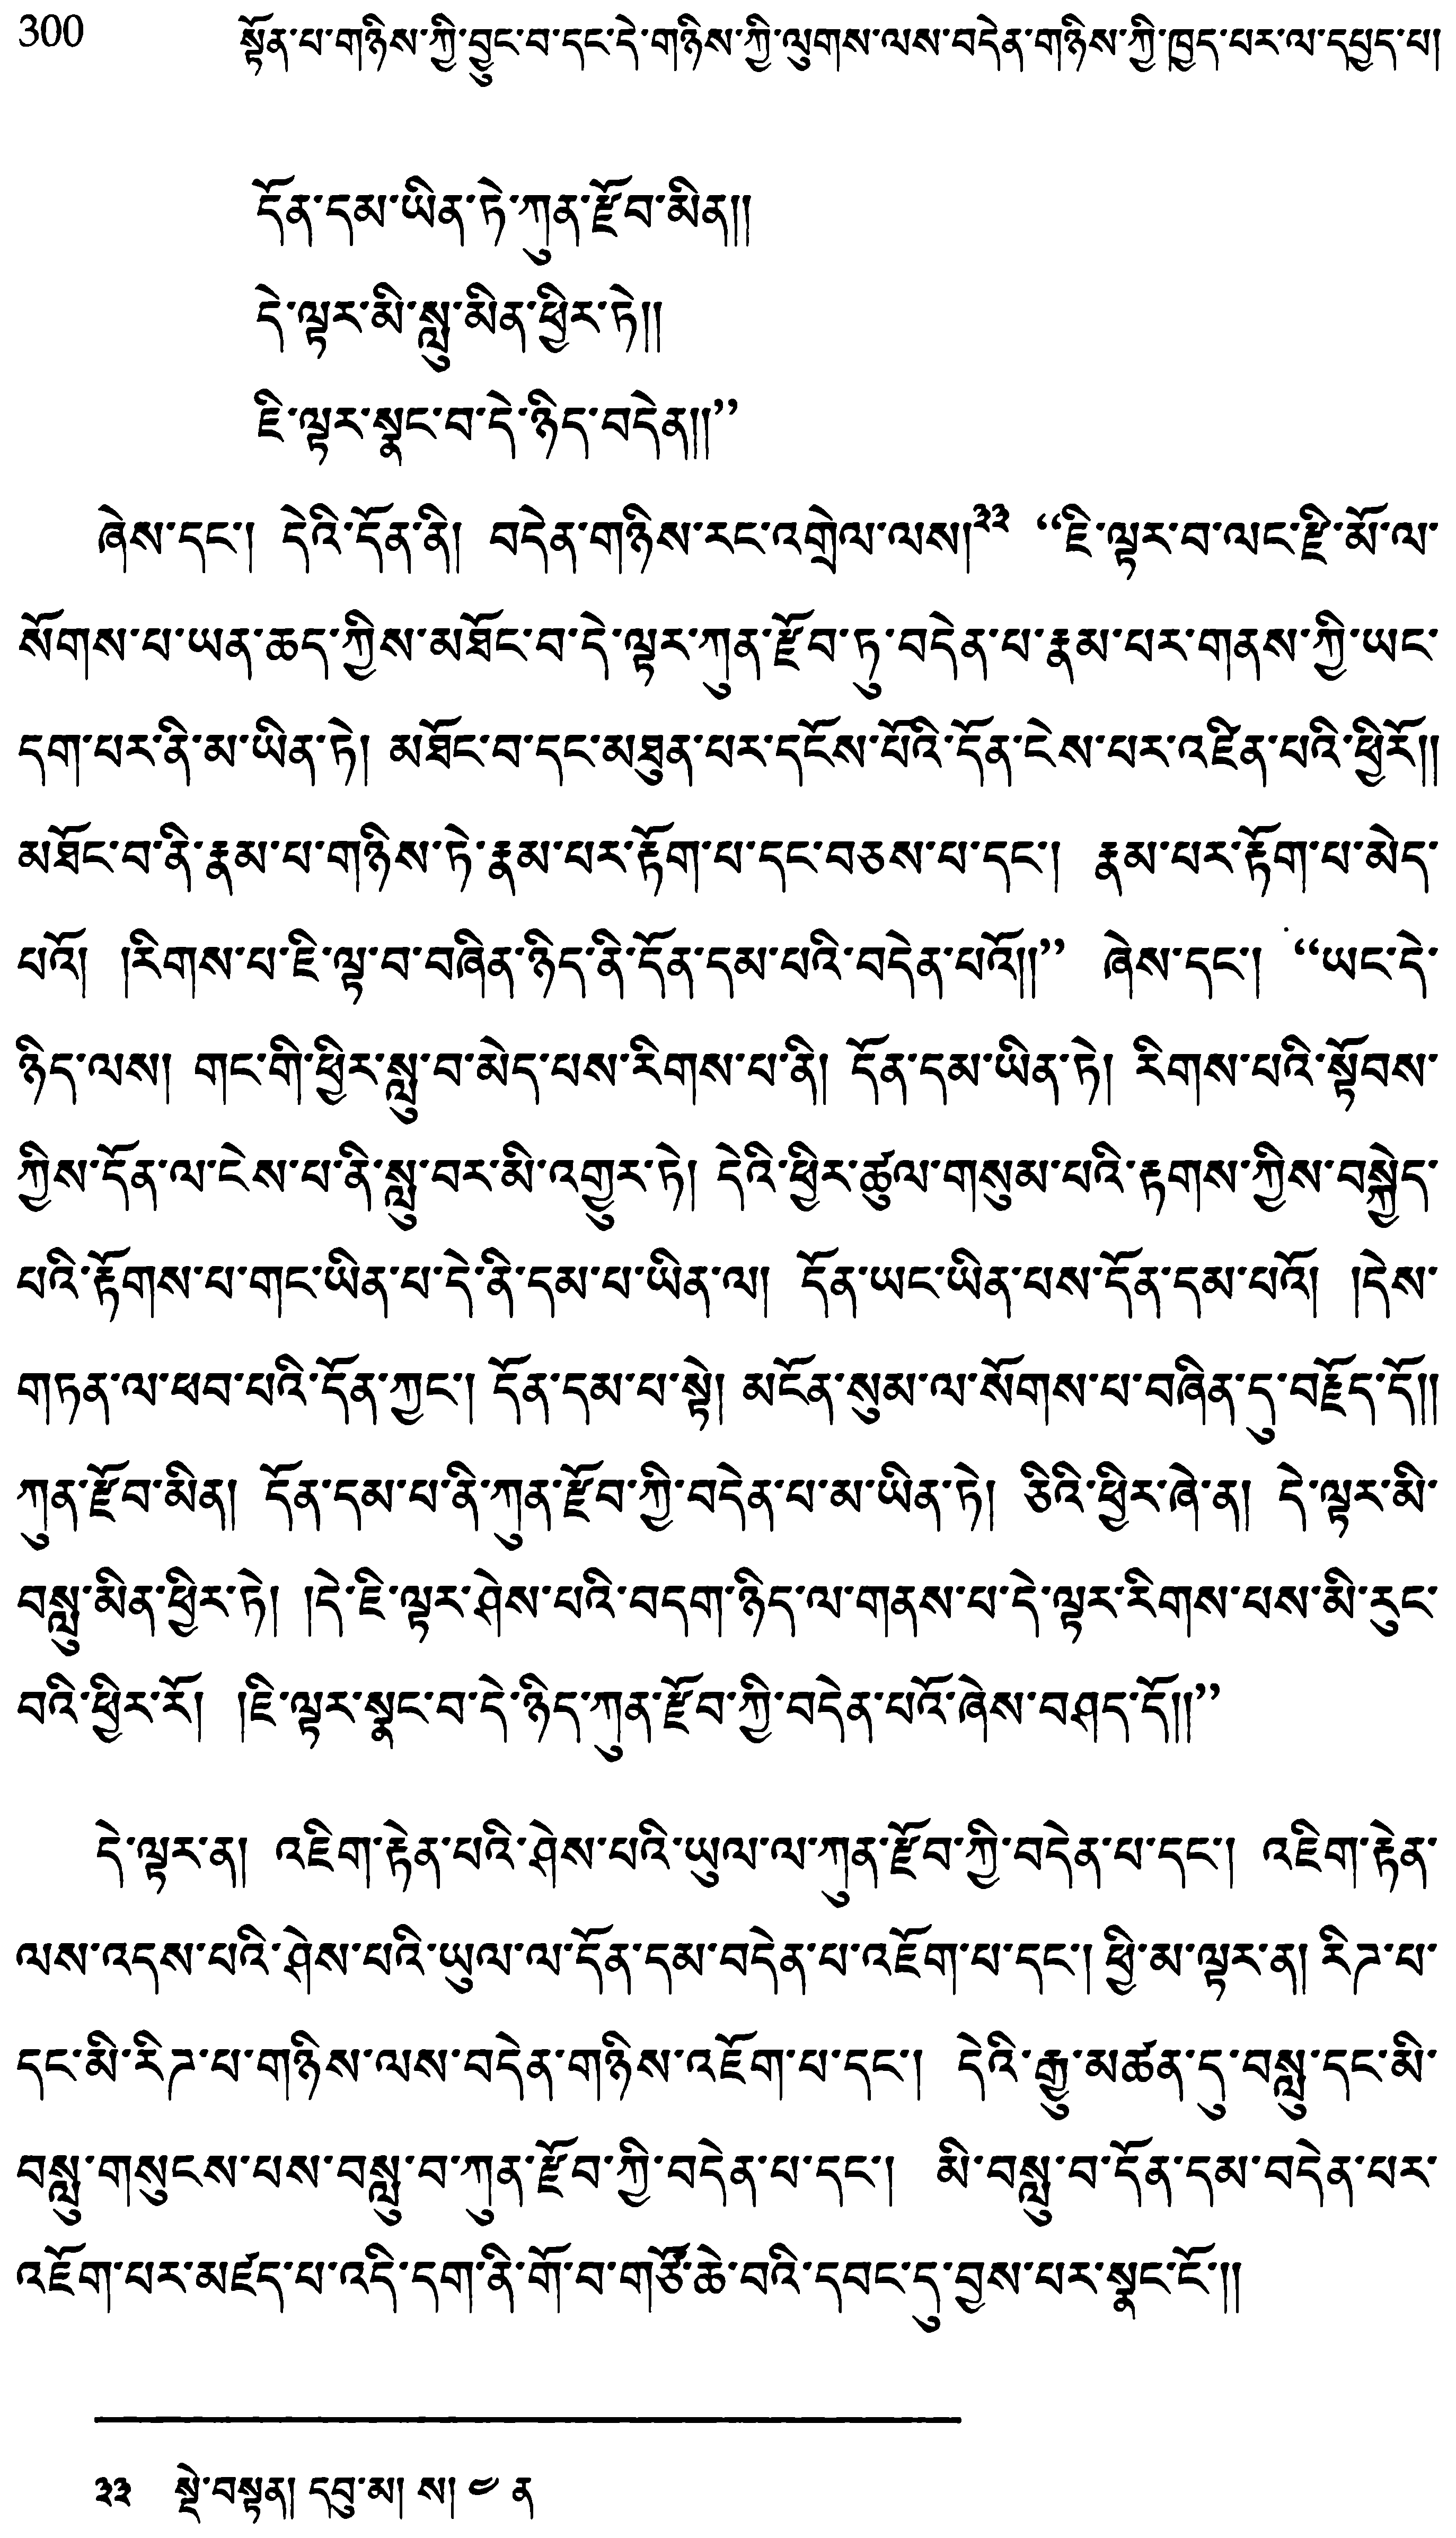 300 སྟོན་པ་གཉིས་ཀྱི་བྱུང་བ་དང་དེ་གཉིས་ཀྱི་ལུགས་ལས་བདེན་གཉིས་ཀྱི་ཁྱད་པར་ལ་དཔྱད་པ།
དོན་དམ་ཡིན་ཏེ་ཀུན་རྫོབ་མིན།།
དེ་ལྟར་མི་སླུ་མིན་ཕྱིར་ཏེ།།
ཇི་ལྟར་སྣང་བ་དེ་ཉིད་བདེན།།”
ཞེས་དང་། དེའི་དོན་ནི། བདེན་གཉིས་རང་འགྲེལ་ལས།༢༢ “ཇི་ལྟར་བ་ལང་རྫི་མོ་ལ་
སོགས་པ་ཡན་ཆད་ཀྱིས་མཐོང་བ་དེ་ལྟར་ཀུན་རྫོབ་ཏུ་བདེན་པ་རྣམ་པར་གནས་ཀྱི་ཡང་
དག་པར་ནི་མ་ཡིན་ཏེ། མཐོང་བ་དང་མཐུན་པར་དངོས་པོའི་དོན་ངེས་པར་འཛིན་པའི་ཕྱིརོ།།
མཐོང་བ་ནི་རྣམ་པ་གཉིས་ཏེ་རྣམ་པར་རྟོག་པ་དང་བཅས་པ་དང་། རྣམ་པར་རྟོག་པ་མེད་
པའོ། །རིགས་པ་ཇི་ལྟ་བ་བཞིན་ཉིད་ནི་དོན་དམ་པའི་བདེན་པའོ།།” ཞེས་དང་། “ཡང་དེ་
ཉིད་ལས། གང་གི་ཕྱིར་སླུ་བ་མེད་པས་རིགས་པ་ནི། དོན་དམ་ཡིན་ཏེ། རིགས་པའི་སྟོབས་
ཀྱིས་དོན་ལ་ངེས་པ་ནི་སླུ་བར་མི་འགྱུར་ཏེ། དེའི་ཕྱིར་ཚུལ་གསུམ་པའི་རྟགས་ཀྱིས་བསྐྱེད་
པའི་རྟོགས་པ་གང་ཡིན་པ་དེ་ནི་དམ་པ་ཡིན་ལ། དོན་ཡང་ཡིན་པས་དོན་དམ་པའོ། །དེས་
གཏན་ལ་ཕབ་པའི་དོན་ཀྱང་། དོན་དམ་པ་སྟེ། མངོན་སུམ་ལ་སོགས་པ་བཞིན་དུ་བརྗོད་དོ།།
ཀུན་རྫོབ་མིན། དོན་དམ་པ་ནི་ཀུན་རྫོབ་ཀྱི་བདེན་པ་མ་ཡིན་ཏེ། ཅིའི་ཕྱིར་ཞེ་ན། དེ་ལྟར་མི་
བསླུ་མིན་ཕྱིར་ཏེ། །དེ་ཇི་ལྟར་ཤེས་པའི་བདག་ཉིད་ལ་གནས་པ་དེ་ལྟར་རིགས་པས་མི་རུང་
བའི་ཕྱིར་རོ། །ཇི་ལྟར་སྣང་བ་དེ་ཉིད་ཀུན་རྫོབ་ཀྱི་བདེན་པའོ་ཞེས་བཤད་དོ།།”
དེ་ལྟར་ན། འཇིག་རྟེན་པའི་ཤེས་པའི་ཡུལ་ལ་ཀུན་རྫོབ་ཀྱི་བདེན་པ་དང་། འཇིག་རྟེན་
ལས་འདས་པའི་ཤེས་པའི་ཡུལ་ལ་དོན་དམ་བདེན་པ་འཇོག་པ་དང་། ཕྱི་མ་ལྟར་ན། རིཊ་པ་
དང་མི་རིཊ་པ་གཉིས་ལས་བདེན་གཉིས་འཇོག་པ་དང་། དེའི་རྒྱུ་མཚན་དུ་བསླུ་དང་མི་
བསླུ་གསུངས་པས་བསླུ་བ་ཀུན་རྫོབ་ཀྱི་བདེན་པ་དང་། མི་བསླུ་བ་དོན་དམ་བདེན་པར་
འཇོག་པར་མཛད་པ་འདི་དག་ནི་གོ་བ་གཙོ་ཆེ་བའི་དབང་དུ་བྱས་པར་སྣང་ངོ་།།
༢༢ སྡེ་བསྟན། དབུ་མ། ས། ༤ ན